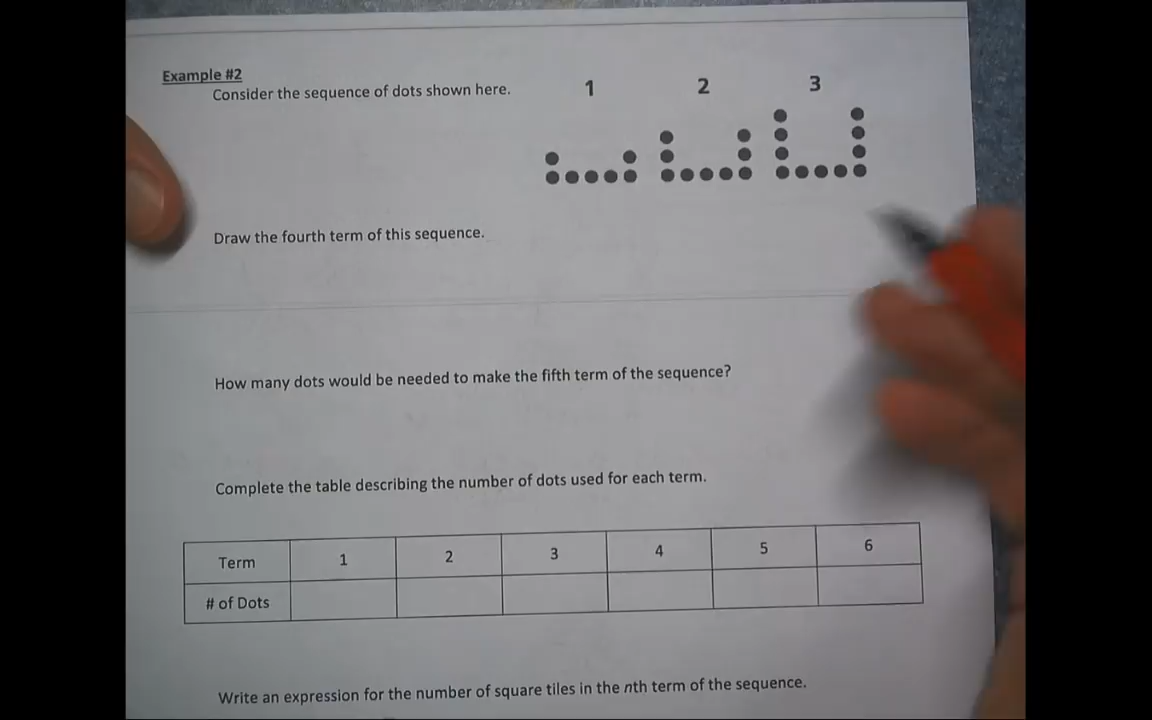 Example #2
Consider the sequence of dots shown here.
1 2 3
Draw the fourth term of this sequence.
How many dots would be needed to make the fifth term of the sequence?
Complete the table describing the number of dots used for each term.
Term 1 2 3 4 5 6
# of Dots
Write an expression for the number of square tiles in the nth term of the sequence.